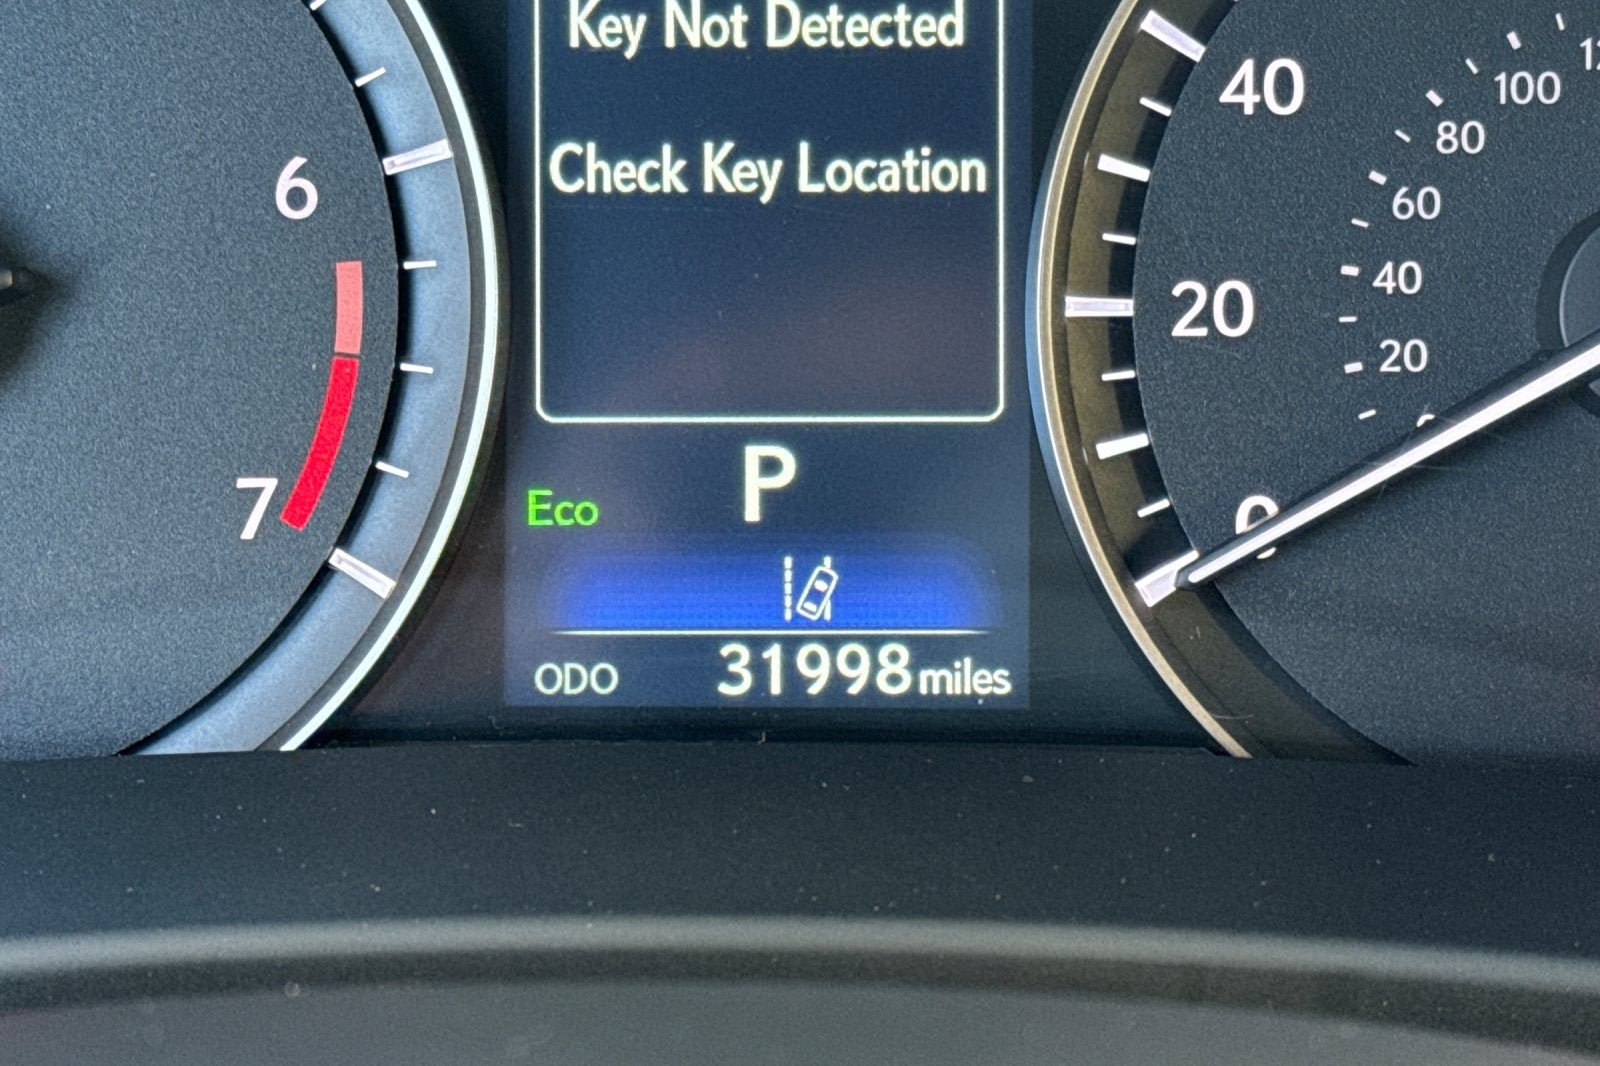 Key Not Detected
Check Key Location
6
7
P
Eco
ODO 31998 miles
40
20
0
100
80
60
40
20